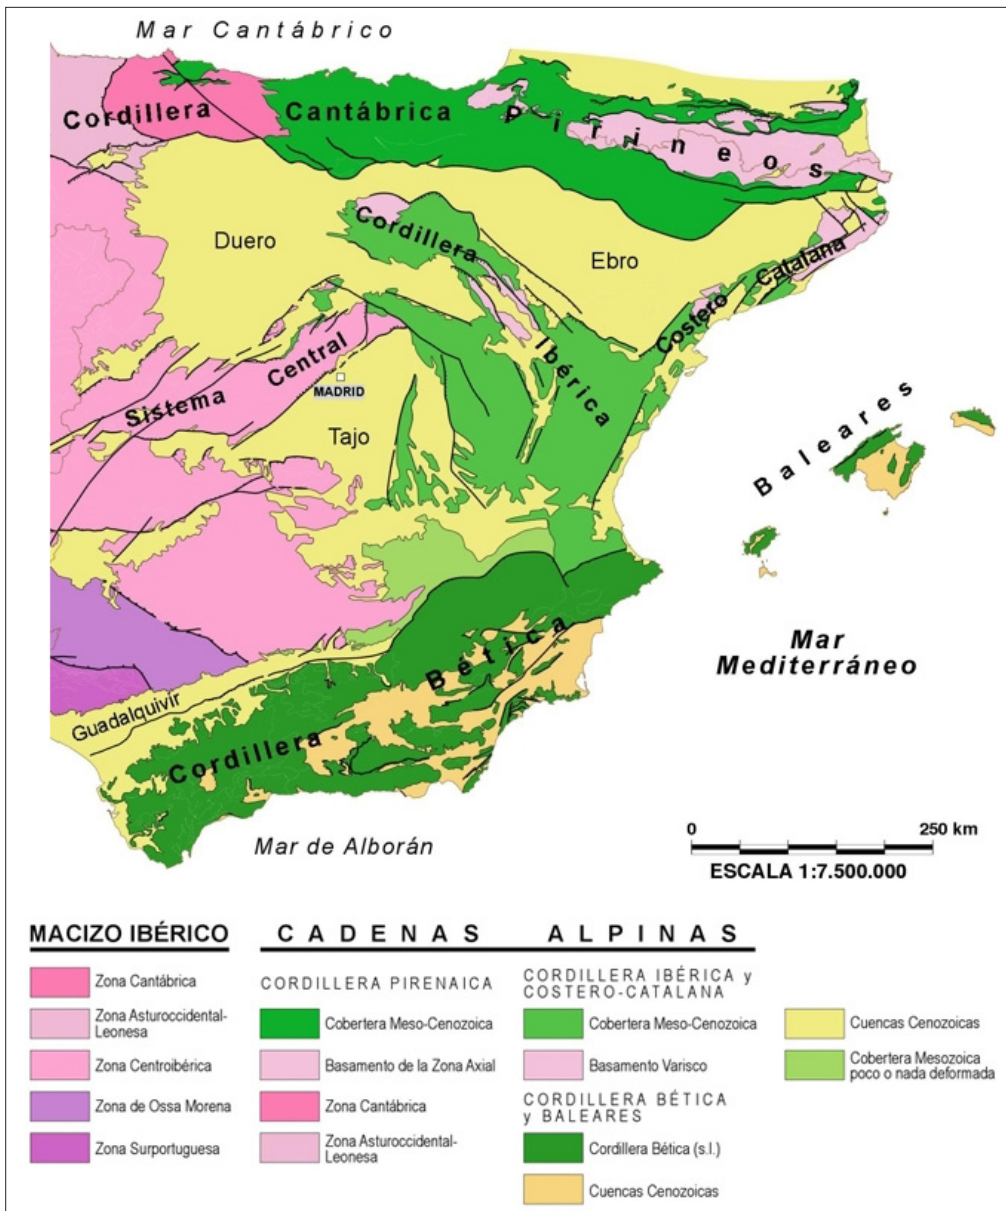 Mar Cantábrico
Cordillera
Cantábrica
Pirineos
Duero
Cordillera
Ibérica
Ebro
Costero
Catalana
Sistema
Central
MADRID
Tajo
Baleares
Mar
Mediterráneo
Guadalquivir
Cordillera
Bética
Mar de Alborán
0 250 km
ESCALA 1:7.500.000
MACIZO IBÉRICO
Zona Cantábrica
Zona Asturoccidental-
Leonesa
Zona Centroibérica
Zona de Ossa Morena
Zona Surportuguesa
CADENAS ALPINAS
CORDILLERA PIRENAICA
Cobertera Meso-Cenozoica
Basamento de la Zona Axial
Zona Cantábrica
Zona Asturoccidental-
Leonesa
CORDILLERA IBÉRICA y
COSTERO-CATALANA
Cobertera Meso-Cenozoica
Basamento Varisco
CORDILLERA BÉTICA
y BALEARES
Cordillera Bética (s.l.)
Cuencas Cenozoicas
Cuencas Cenozoicas
Cobertera Mesozoica
poco o nada deformada